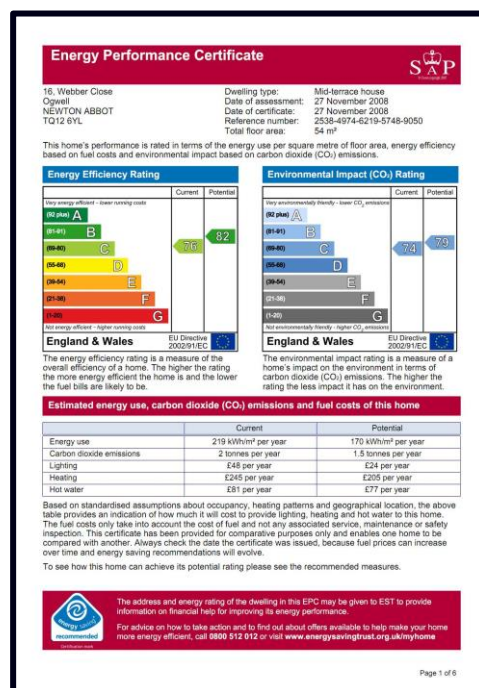 Energy Performance Certificate
SAP
16, Webber Close
Ogwell
NEWTON ABBOT
TQ12 6YL
Dwelling type: Mid-terrace house
Date of assessment: 27 November 2008
Date of certificate: 27 November 2008
Reference number: 2538-4974-6219-5748-9050
Total floor area: 54 m²
This home's performance is rated in terms of the energy use per square metre of floor area, energy efficiency
based on fuel costs and environmental impact based on carbon dioxide (CO₂) emissions.
Energy Efficiency Rating
Current Potential
Very energy efficient - lower running costs
(92 plus) A
(81-91) B
(69-80) C
(55-68) D
(39-54) E
(21-38) F
(1-20) G
76
82
Not energy efficient - higher running costs
England & Wales
EU Directive
2002/91/EC
The energy efficiency rating is a measure of the
overall efficiency of a home. The higher the rating
the more energy efficient the home is and the lower
the fuel bills are likely to be.
Environmental Impact (CO₂) Rating
Current Potential
Very environmentally friendly - lower CO₂ emissions
(92 plus) A
(81-91) B
(69-80) C
(55-68) D
(39-54) E
(21-38) F
(1-20) G
74
79
Not environmentally friendly - higher CO₂ emissions
England & Wales
EU Directive
2002/91/EC
The environmental impact rating is a measure of a
home's impact on the environment in terms of
carbon dioxide (CO₂) emissions. The higher the
rating the less impact it has on the environment.
Estimated energy use, carbon dioxide (CO₂) emissions and fuel costs of this home
Current Potential
Energy use 219 kWh/m² per year 170 kWh/m² per year
Carbon dioxide emissions 2 tonnes per year 1.5 tonnes per year
Lighting £48 per year £24 per year
Heating £245 per year £205 per year
Hot water £81 per year £77 per year
Based on standardised assumptions about occupancy, heating patterns and geographical location, the above
table provides an indication of how much it will cost to provide lighting, heating and hot water to this home.
The fuel costs only take into account the cost of fuel and not any associated service, maintenance or safety
inspection. This certificate has been provided for comparative purposes only and enables one home to be
compared with another. Always check the date the certificate was issued, because fuel prices can increase
over time and energy saving recommendations will evolve.
To see how this home can achieve its potential rating please see the recommended measures.
energy saving
recommended
Certification mark
The address and energy rating of the dwelling in this EPC may be given to EST to provide
information on financial help for improving its energy performance.
For advice on how to take action and to find out about offers available to help make your home
more energy efficient, call 0800 512 012 or visit www.energysavingtrust.org.uk/myhome
Page 1 of 6